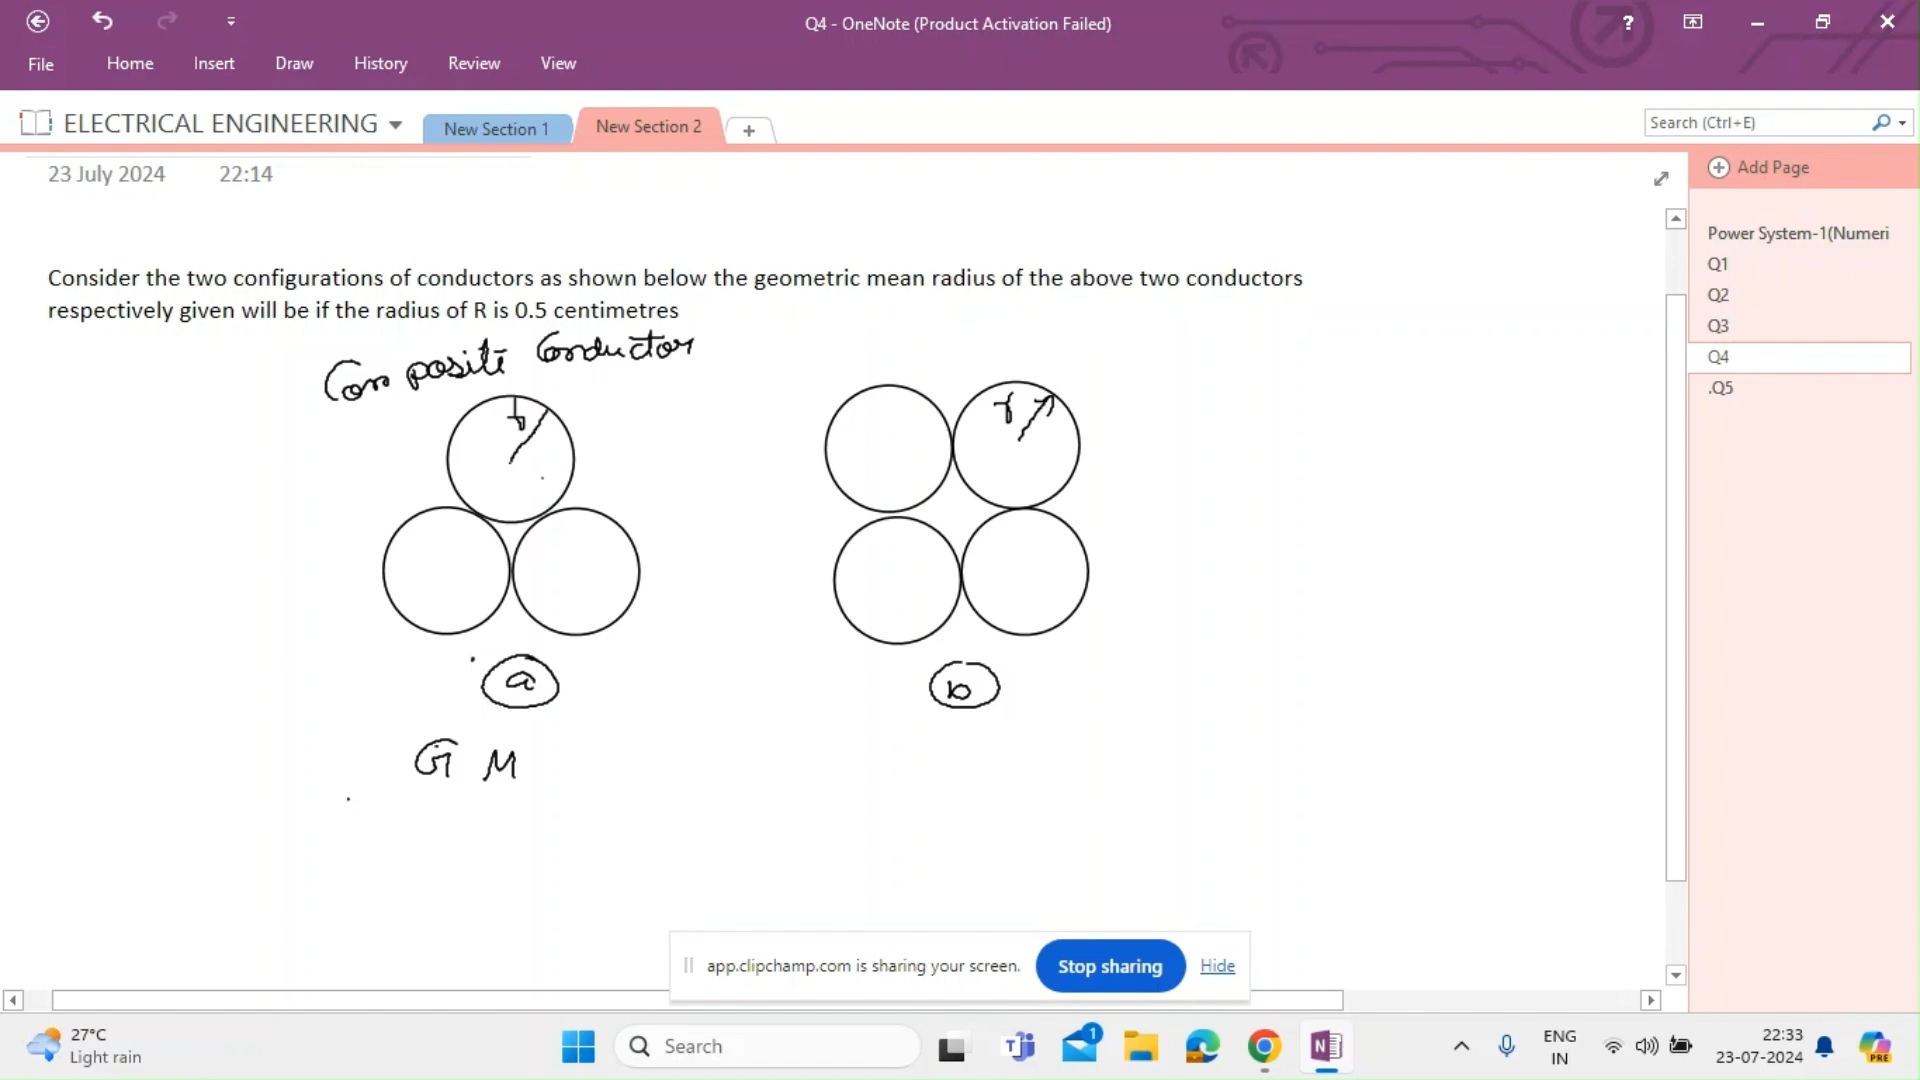 Q4 - OneNote (Product Activation Failed)
?
File Home Insert Draw History Review View
ELECTRICAL ENGINEERING New Section 1 New Section 2 +
Search (Ctrl+E)
23 July 2024 22:14
Add Page
Power System-1(Numeri
Q1
Q2
Q3
Q4
.Q5
Consider the two configurations of conductors as shown below the geometric mean radius of the above two conductors
respectively given will be if the radius of R is 0.5 centimetres
Composite Conductor
r
r
a
b
G M
app.clipchamp.com is sharing your screen. Stop sharing Hide
27°C
Light rain
Search
1
ENG
IN
22:33
23-07-2024
PRE